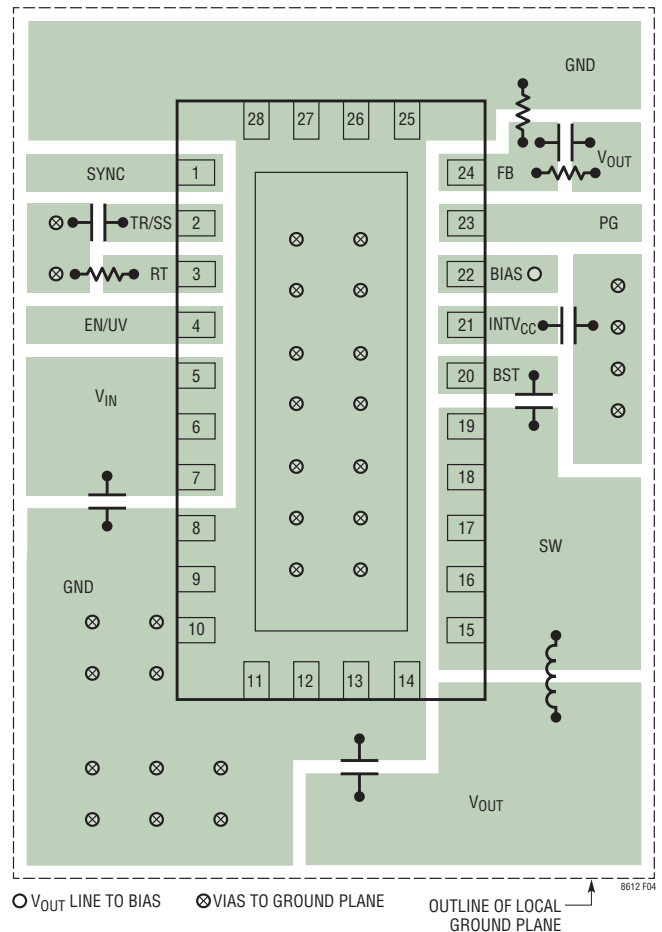 GND
28 27 26 25
SYNC 1 24 FB VOUT
TR/SS 2 23 PG
RT 3 22 BIAS
EN/UV 4 21 INTVCC
5 20 BST
VIN
6 19
7 18
8 17 SW
GND 9 16
10 15
11 12 13 14
VOUT
VOUT LINE TO BIAS VIAS TO GROUND PLANE
OUTLINE OF LOCAL
GROUND PLANE
8612 F04